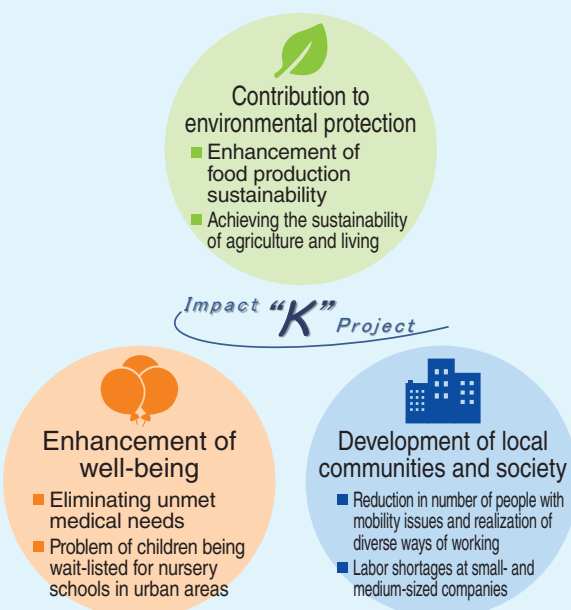 Contribution to
environmental protection
■ Enhancement of
food production
sustainability
■ Achieving the sustainability
of agriculture and living
Impact “K” Project
Enhancement of
well-being
■ Eliminating unmet
medical needs
■ Problem of children being
wait-listed for nursery
schools in urban areas
Development of local
communities and society
■ Reduction in number of people with
mobility issues and realization of
diverse ways of working
■ Labor shortages at small- and
medium-sized companies